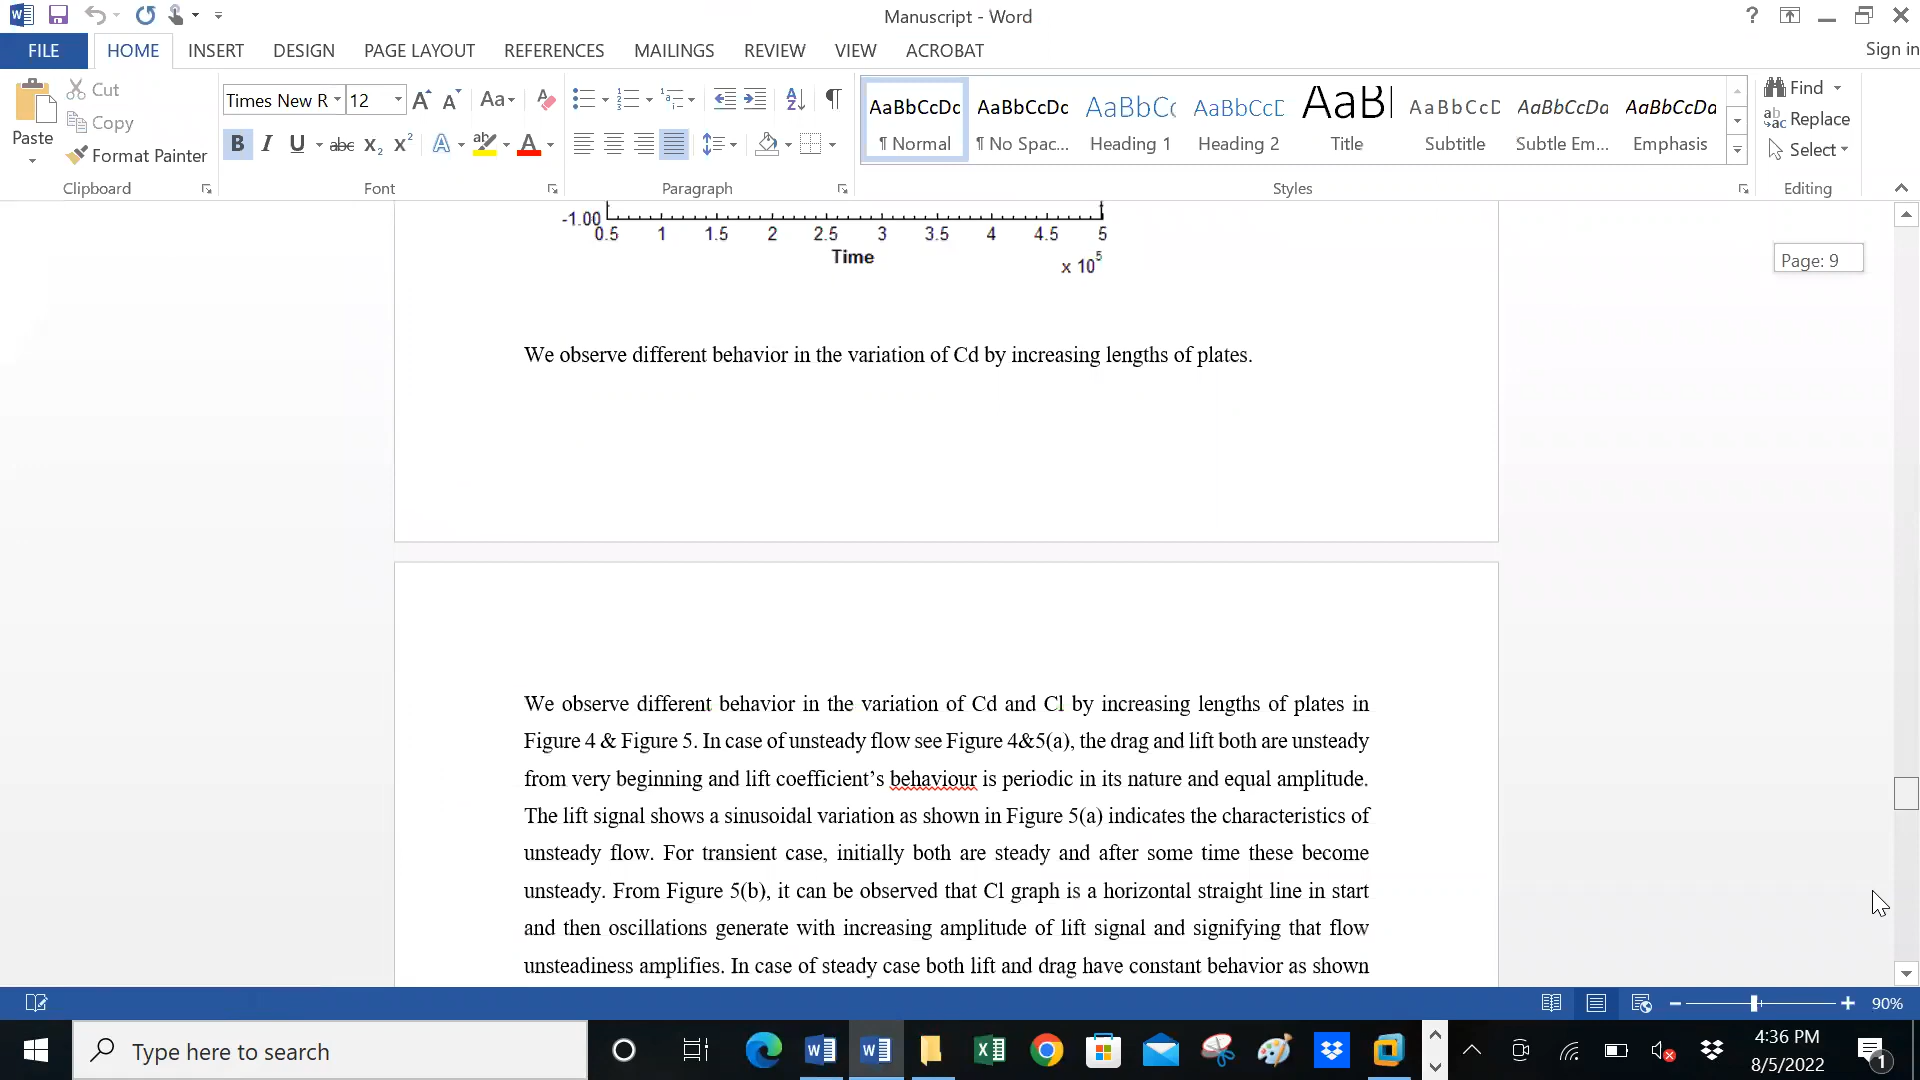 Manuscript - Word
?
FILE HOME INSERT DESIGN PAGE LAYOUT REFERENCES MAILINGS REVIEW VIEW ACROBAT Sign in
Paste
Cut
Copy
Format Painter
Clipboard
Times New R 12
Font
Paragraph
AaBbCcDc AaBbCcDc AaBbC AaBbCcD AaBl AaBbCcD AaBbCcDa AaBbCcDa
¶ Normal ¶ No Spac... Heading 1 Heading 2 Title Subtitle Subtle Em... Emphasis
Styles
Find
Replace
Select
Editing
-1.00
0.5 1 1.5 2 2.5 3 3.5 4 4.5 5
Time
x 10⁵
Page: 9
We observe different behavior in the variation of Cd by increasing lengths of plates.
We observe different behavior in the variation of Cd and Cl by increasing lengths of plates in
Figure 4 & Figure 5. In case of unsteady flow see Figure 4&5(a), the drag and lift both are unsteady
from very beginning and lift coefficient’s behaviour is periodic in its nature and equal amplitude.
The lift signal shows a sinusoidal variation as shown in Figure 5(a) indicates the characteristics of
unsteady flow. For transient case, initially both are steady and after some time these become
unsteady. From Figure 5(b), it can be observed that Cl graph is a horizontal straight line in start
and then oscillations generate with increasing amplitude of lift signal and signifying that flow
unsteadiness amplifies. In case of steady case both lift and drag have constant behavior as shown
90%
Type here to search
4:36 PM
8/5/2022
1